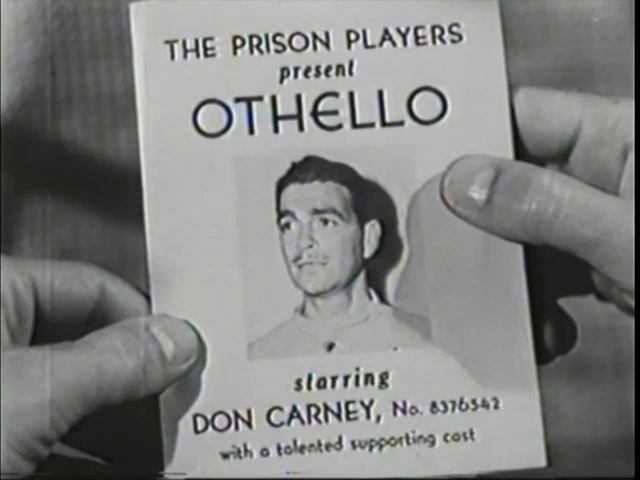 THE PRISON PLAYERS
present
OTHELLO
starring
DON CARNEY, No. 8376542
with a talented supporting cast